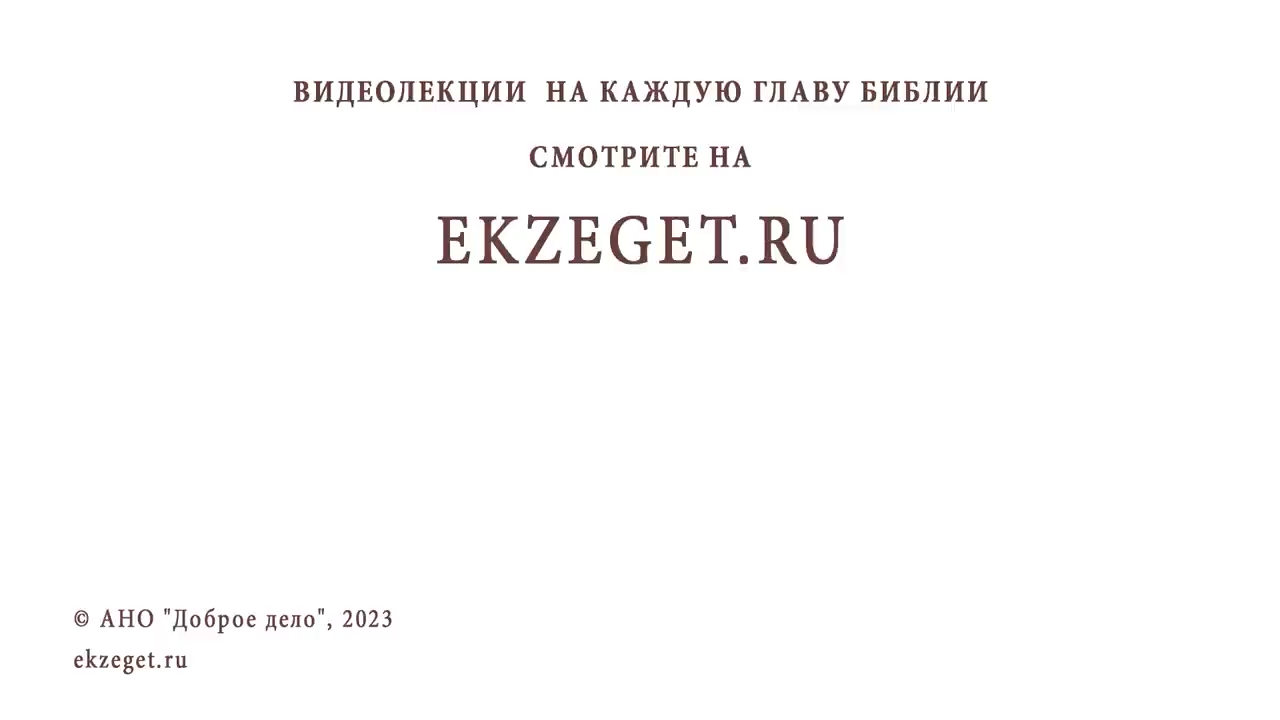 ВИДЕОЛЕКЦИИ НА КАЖДУЮ ГЛАВУ БИБЛИИ
СМОТРИТЕ НА
EKZEGET.RU
© АНО "Доброе дело", 2023
ekzeget.ru